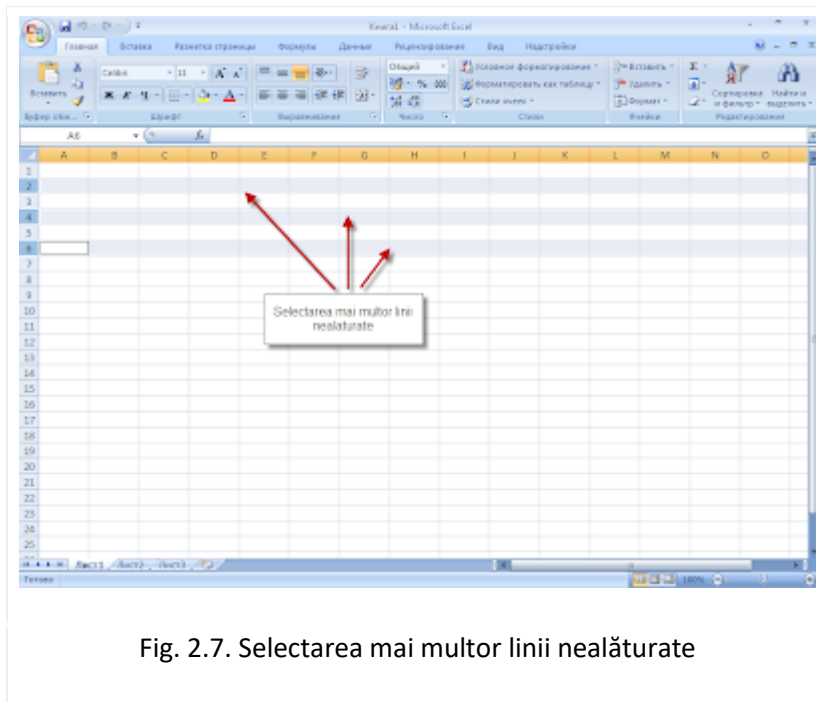 Книга1 - Microsoft Excel
Главная Вставка Разметка страницы Формулы Данные Рецензирование Вид Надстройки
Вставить
Calibri 11
Ж К Ч
Общий
% 000
Условное форматирование
Форматировать как таблицу
Стили ячеек
Вставить
Удалить
Формат
Сортировка и фильтр
Найти и выделить
Шрифт Выравнивание Число Стили Ячейки Редактирование
A6 fx
A B C D E F G H I J K L M N O
1
2
3
4
5
6
7
8
9
10
11
12
13
14
15
16
17
18
19
20
21
22
23
24
25
Selectarea mai multor linii
nealaturate
Лист1 Лист2 Лист3
Готово 100%
Fig. 2.7. Selectarea mai multor linii nealăturate